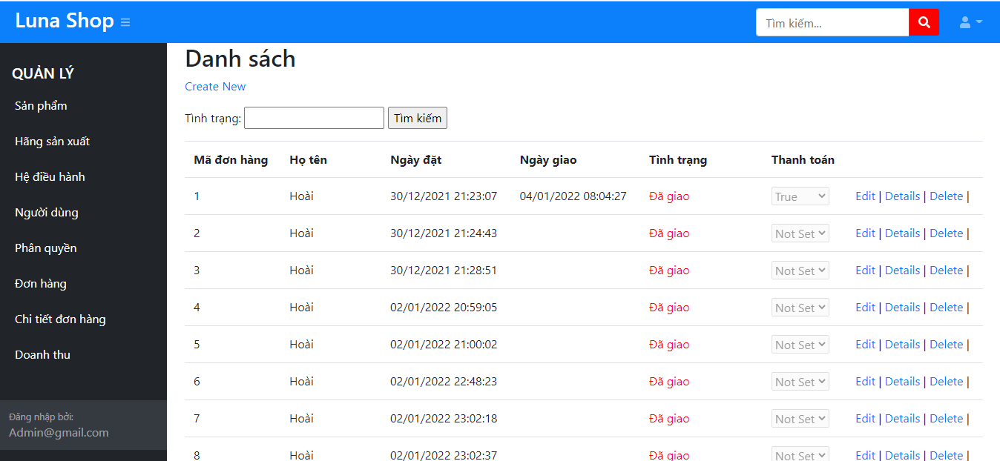 Luna Shop
Tìm kiếm...
QUẢN LÝ
Sản phẩm
Hãng sản xuất
Hệ điều hành
Người dùng
Phân quyền
Đơn hàng
Chi tiết đơn hàng
Doanh thu
Đăng nhập bởi:
Admin@gmail.com
Danh sách
Create New
Tình trạng: Tìm kiếm
Mã đơn hàng Họ tên Ngày đặt Ngày giao Tình trạng Thanh toán
1 Hoài 30/12/2021 21:23:07 04/01/2022 08:04:27 Đã giao True Edit | Details | Delete |
2 Hoài 30/12/2021 21:24:43 Đã giao Not Set Edit | Details | Delete |
3 Hoài 30/12/2021 21:28:51 Đã giao Not Set Edit | Details | Delete |
4 Hoài 02/01/2022 20:59:05 Đã giao Not Set Edit | Details | Delete |
5 Hoài 02/01/2022 21:00:02 Đã giao Not Set Edit | Details | Delete |
6 Hoài 02/01/2022 22:48:23 Đã giao Not Set Edit | Details | Delete |
7 Hoài 02/01/2022 23:02:18 Đã giao Not Set Edit | Details | Delete |
8 Hoài 02/01/2022 23:02:37 Đã giao Not Set Edit | Details | Delete |